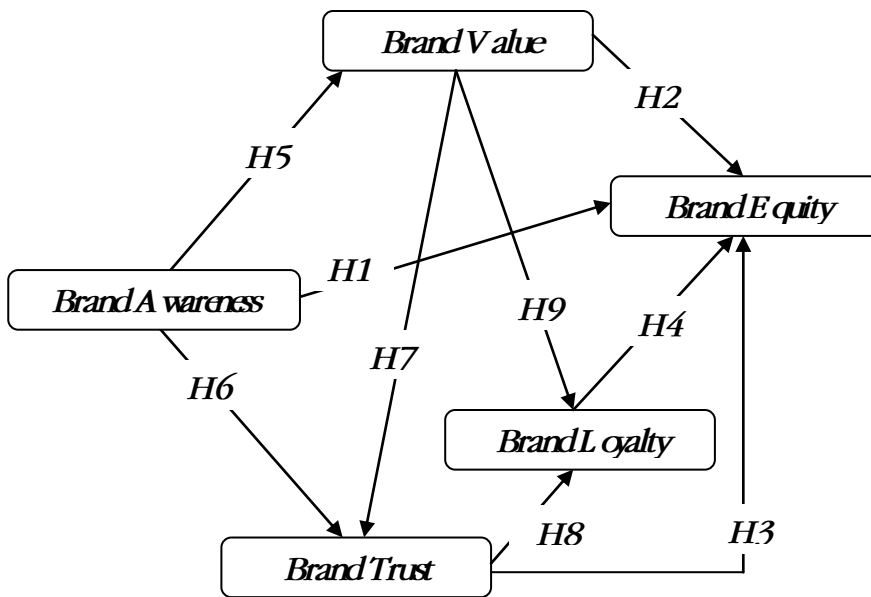 Brand Value
H2
H5
Brand Equity
H1
Brand Awareness
H9
H4
H7
H6
Brand Loyalty
H8
H3
Brand Trust